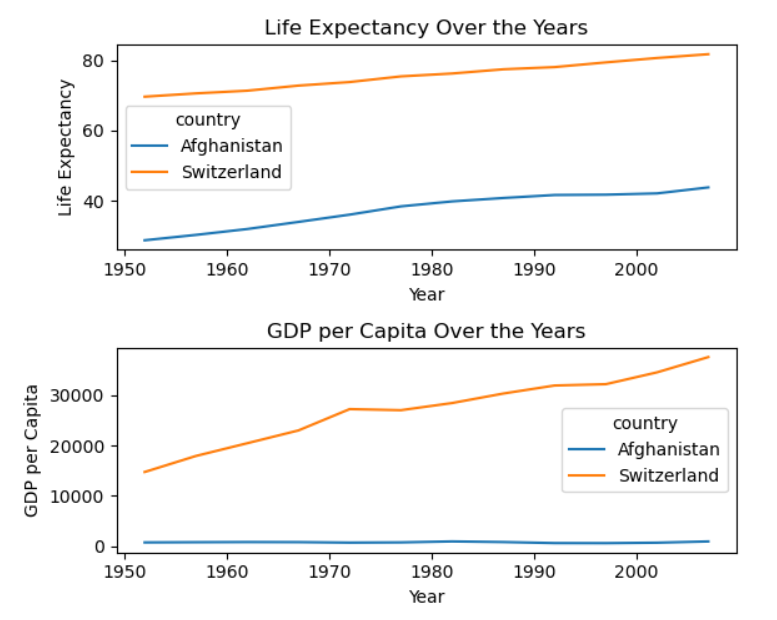 Life Expectancy Over the Years
80
60
40
Life Expectancy
country
Afghanistan
Switzerland
1950 1960 1970 1980 1990 2000
Year
GDP per Capita Over the Years
30000
20000
10000
0
GDP per Capita
country
Afghanistan
Switzerland
1950 1960 1970 1980 1990 2000
Year